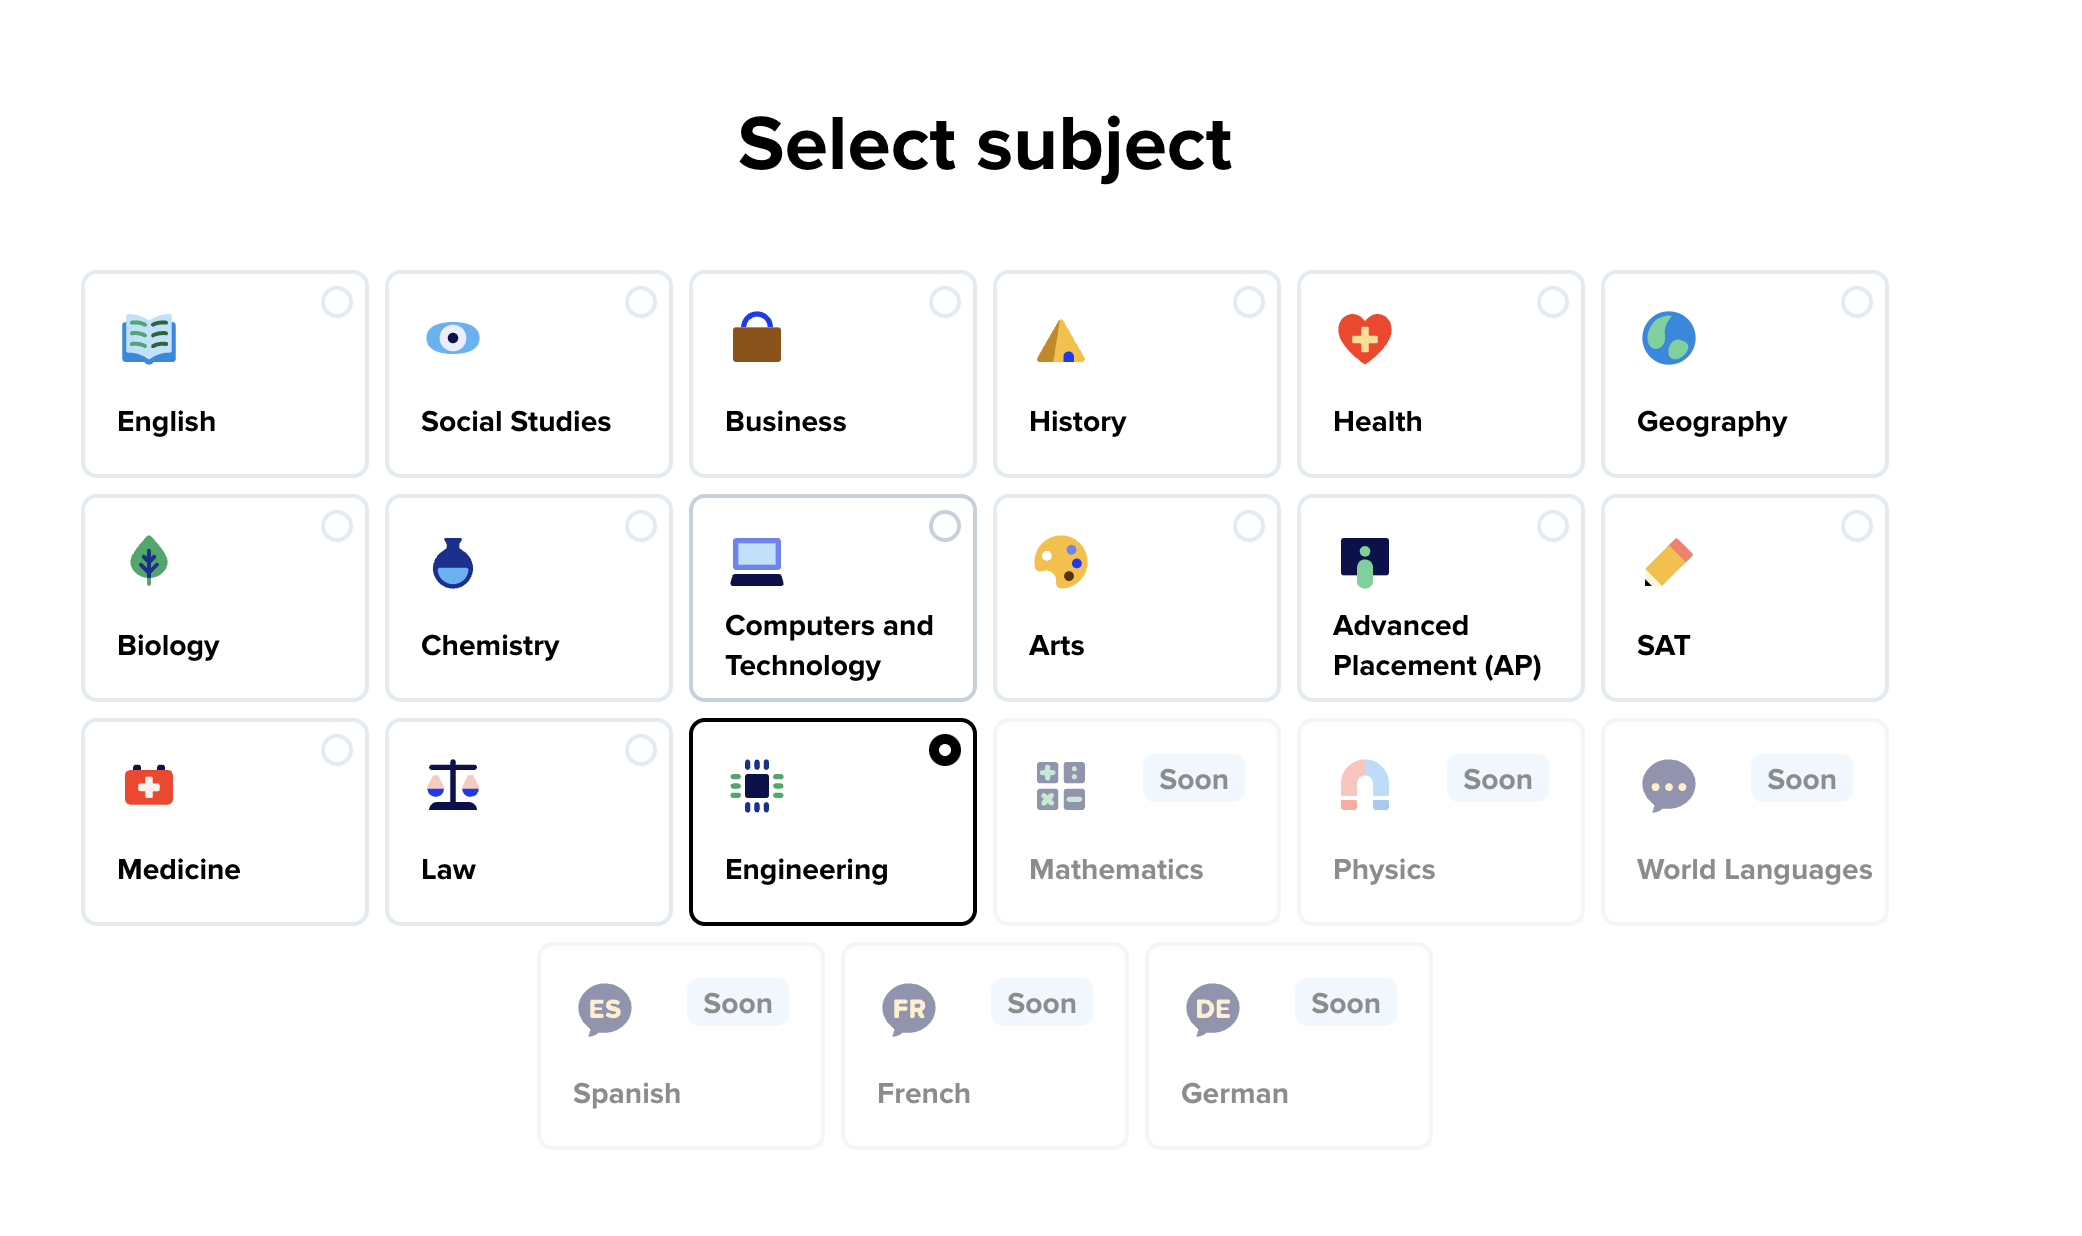 Select subject
English
Social Studies
Business
History
Health
Geography
Biology
Chemistry
Computers and
Technology
Arts
Advanced
Placement (AP)
SAT
Medicine
Law
Engineering
Soon
Mathematics
Soon
Physics
Soon
World Languages
ES
Soon
Spanish
FR
Soon
French
DE
Soon
German